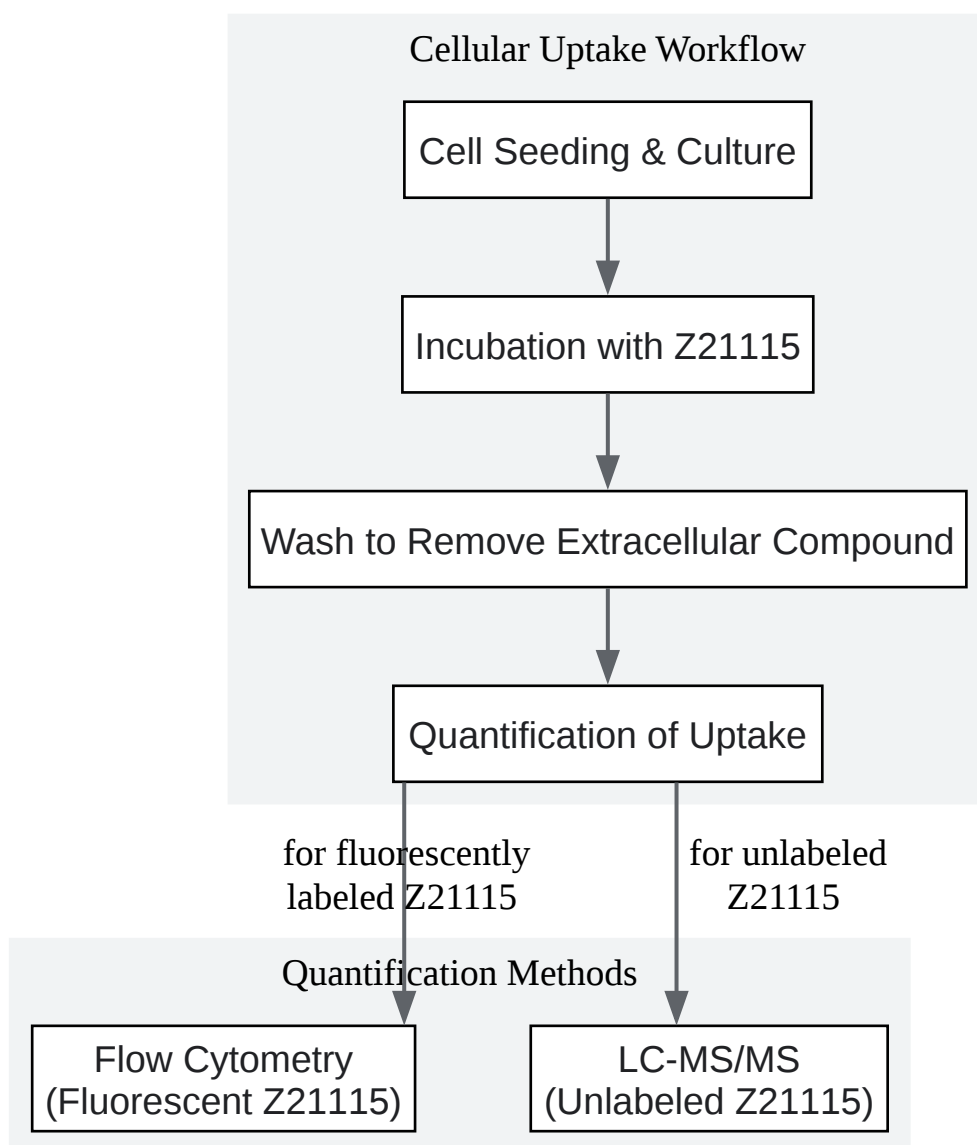 Cellular Uptake Workflow
Cell Seeding & Culture
Incubation with Z21115
Wash to Remove Extracellular Compound
Quantification of Uptake
for fluorescently
labeled Z21115
for unlabeled
Z21115
Quantification Methods
Flow Cytometry
(Fluorescent Z21115)
LC-MS/MS
(Unlabeled Z21115)